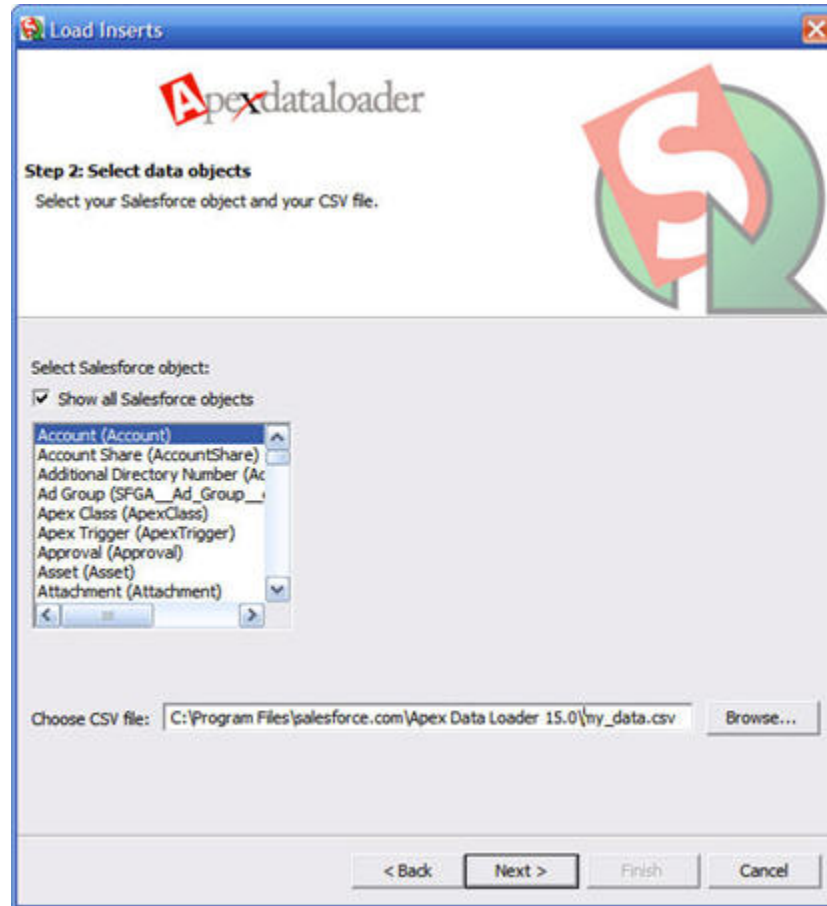 Load Inserts
Apexdataloader
Step 2: Select data objects
Select your Salesforce object and your CSV file.
Select Salesforce object:
Show all Salesforce objects
Account (Account)
Account Share (AccountShare)
Additional Directory Number (Ac
Ad Group (SFGA__Ad_Group__
Apex Class (ApexClass)
Apex Trigger (ApexTrigger)
Approval (Approval)
Asset (Asset)
Attachment (Attachment)
Choose CSV file: C:\Program Files\salesforce.com\Apex Data Loader 15.0\my_data.csv Browse...
< Back Next > Finish Cancel